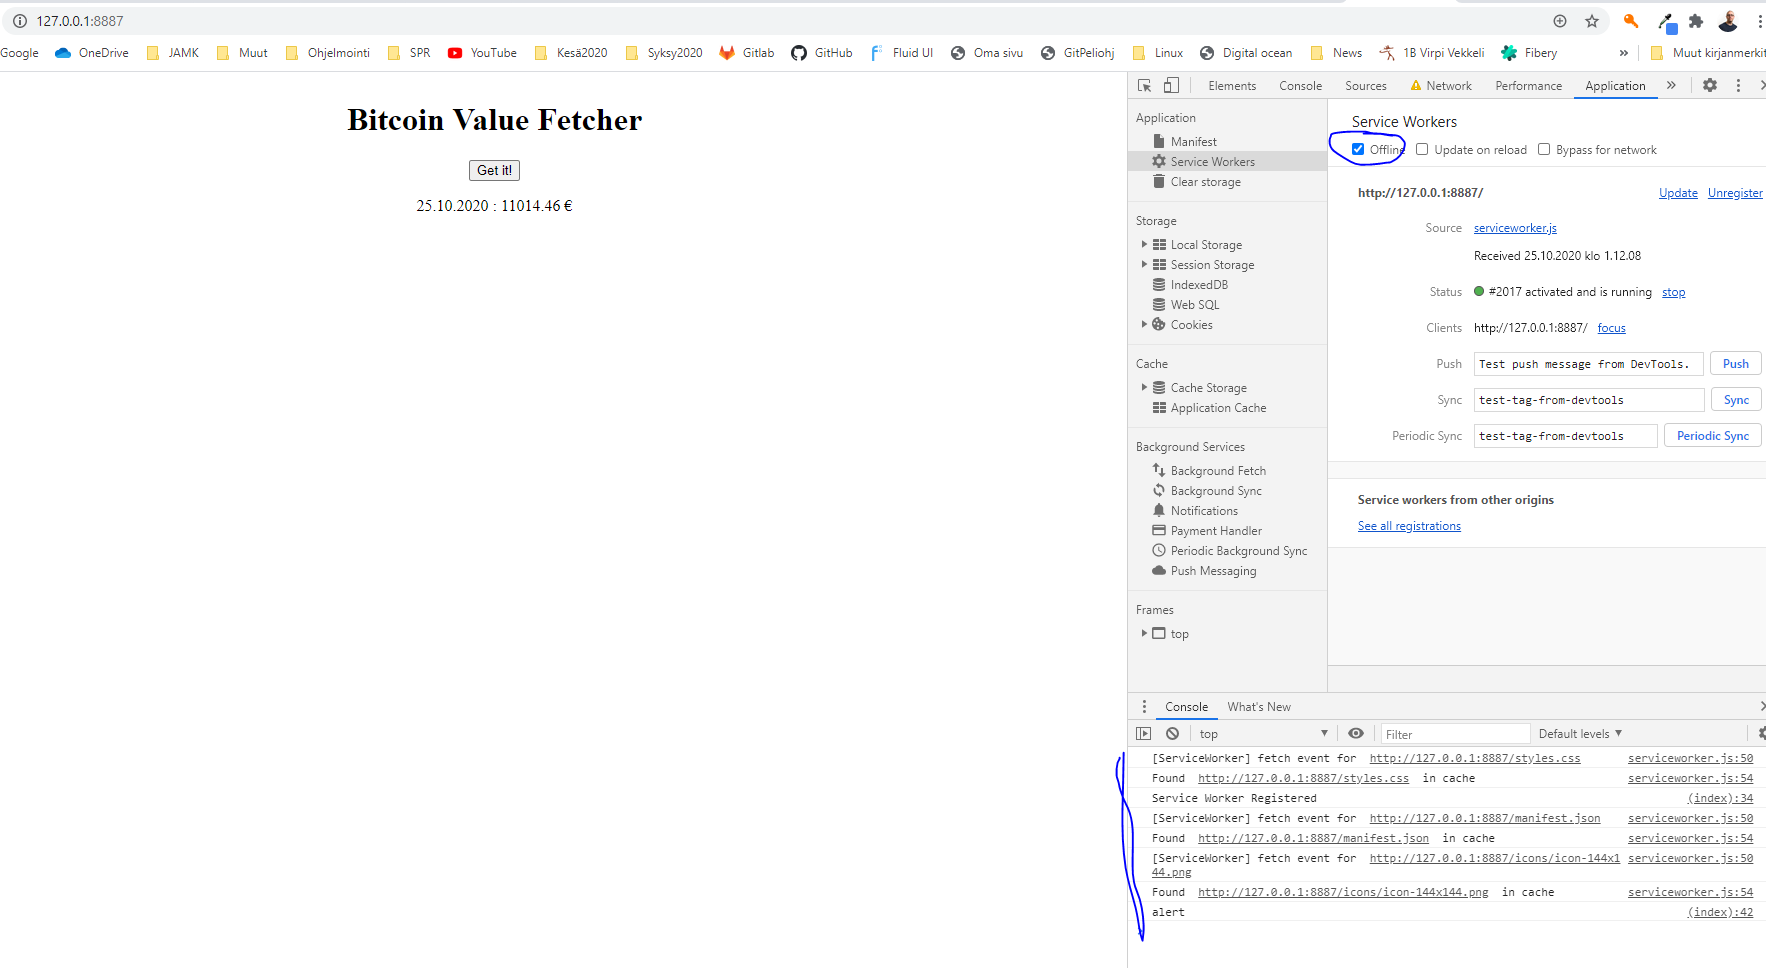 127.0.0.1:8887
Google OneDrive JAMK Muut Ohjelmointi SPR YouTube Kesä2020 Syksy2020 Gitlab GitHub Fluid UI Oma sivu GitPeliohj Linux Digital ocean News 1B Virpi Vekkeli Fibery » Muut kirjanmerkit
Bitcoin Value Fetcher
Get it!
25.10.2020 : 11014.46 €
Elements Console Sources Network Performance Application »
Application
Manifest
Service Workers
Clear storage
Storage
Local Storage
Session Storage
IndexedDB
Web SQL
Cookies
Cache
Cache Storage
Application Cache
Background Services
Background Fetch
Background Sync
Notifications
Payment Handler
Periodic Background Sync
Push Messaging
Frames
top
Service Workers
Offline Update on reload Bypass for network
http://127.0.0.1:8887/ Update Unregister
Source serviceworker.js
Received 25.10.2020 klo 1.12.08
Status #2017 activated and is running stop
Clients http://127.0.0.1:8887/ focus
Push Test push message from DevTools. Push
Sync test-tag-from-devtools Sync
Periodic Sync test-tag-from-devtools Periodic Sync
Service workers from other origins
See all registrations
Console What's New
top Filter Default levels
[ServiceWorker] fetch event for http://127.0.0.1:8887/styles.css serviceworker.js:50
Found http://127.0.0.1:8887/styles.css in cache serviceworker.js:54
Service Worker Registered (index):34
[ServiceWorker] fetch event for http://127.0.0.1:8887/manifest.json serviceworker.js:50
Found http://127.0.0.1:8887/manifest.json in cache serviceworker.js:54
[ServiceWorker] fetch event for http://127.0.0.1:8887/icons/icon-144x1 serviceworker.js:50
44.png
Found http://127.0.0.1:8887/icons/icon-144x144.png in cache serviceworker.js:54
alert (index):42